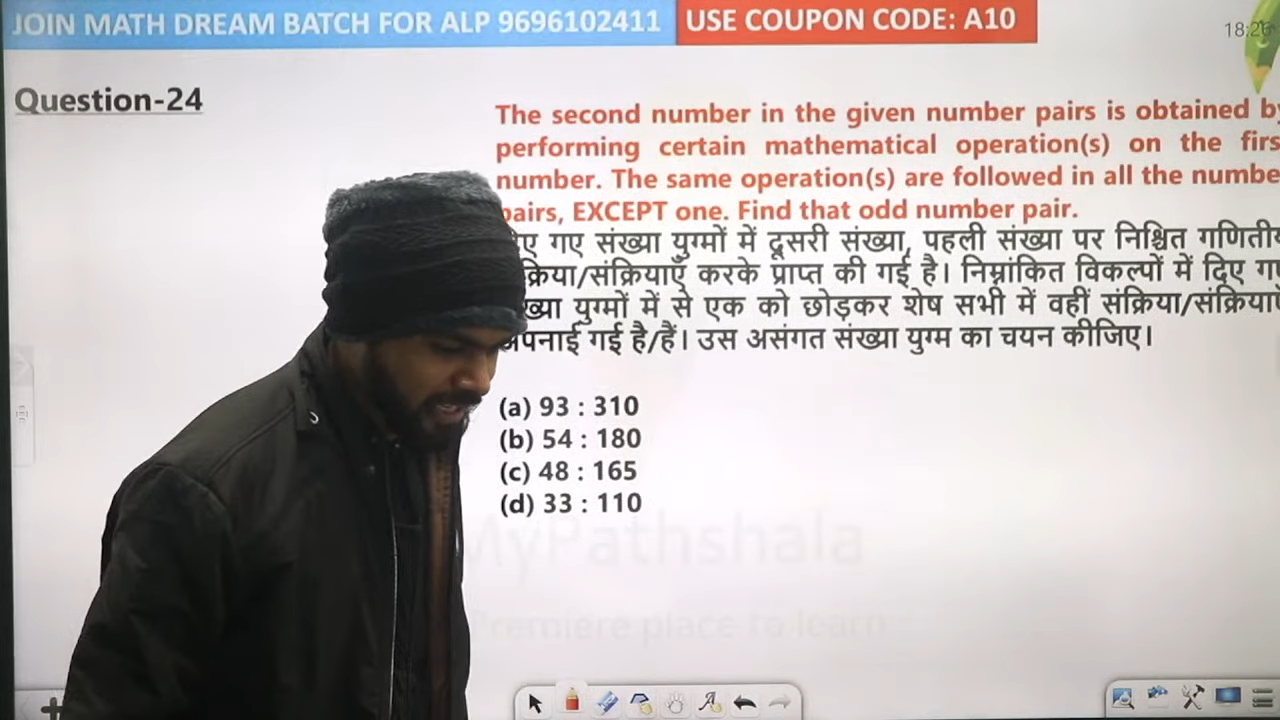 JOIN MATH DREAM BATCH FOR ALP 9696102411 USE COUPON CODE: A10
18:26
Question-24
The second number in the given number pairs is obtained
performing certain mathematical operation(s) on the
number. The same operation(s) are followed in all the
pairs, EXCEPT one. Find that odd number pair.
गए संख्या युग्मों में दूसरी संख्या, पहली संख्या पर निश्चित
संक्रियाएँ करके प्राप्त की गई है। निम्नांकित विकल्पों में दिए
युग्मों में से एक को छोड़कर शेष सभी में वहीं संक्रिया/संक्रियाएँ
अपनाई गई है/हैं। उस असंगत संख्या युग्म का चयन कीजिए।
(a) 93 : 310
(b) 54 : 180
(c) 48 : 165
(d) 33 : 110
MyPathshala
Premiere place to learn